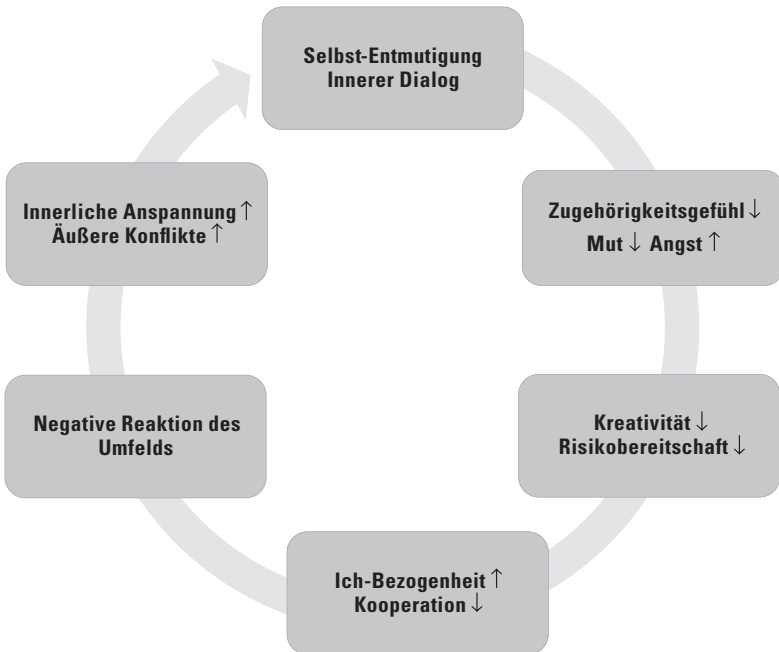 Selbst-Entmutigung
Innerer Dialog
Zugehörigkeitsgefühl ↓
Mut ↓ Angst ↑
Kreativität ↓
Risikobereitschaft ↓
Ich-Bezogenheit ↑
Kooperation ↓
Negative Reaktion des
Umfelds
Innerliche Anspannung ↑
Äußere Konflikte ↑